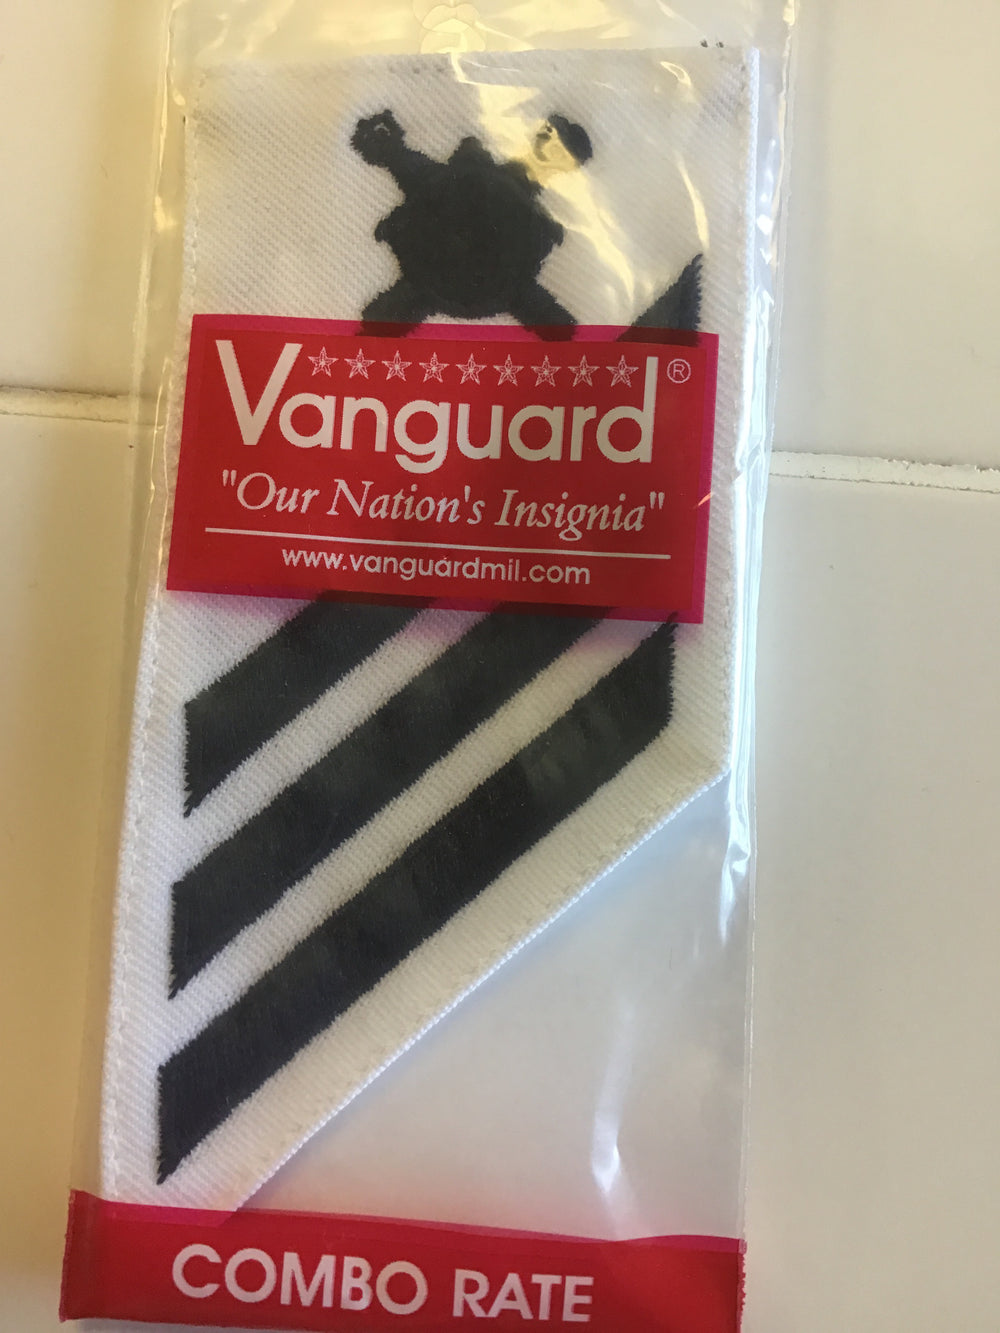 Vanguard®
"Our Nation's Insignia"
www.vanguardmil.com
COMBO RATE